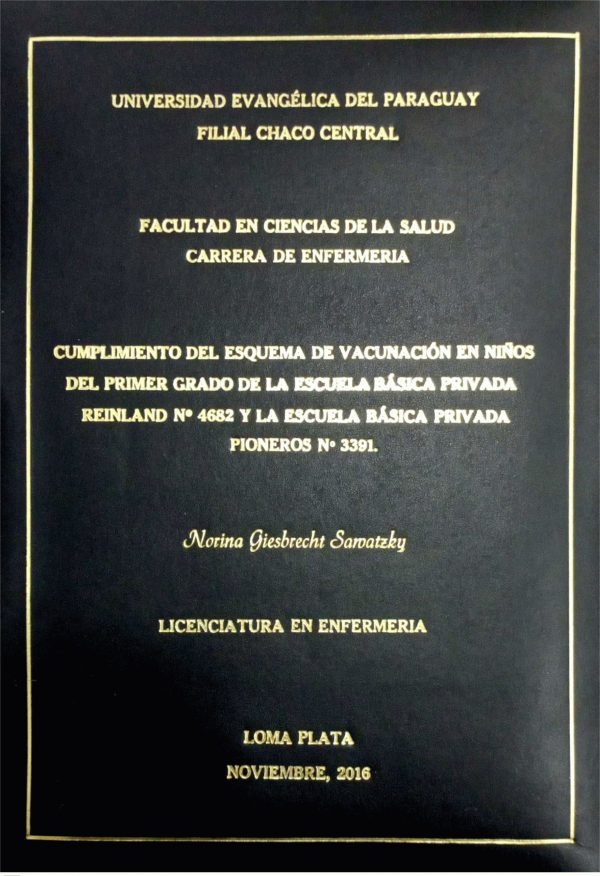 UNIVERSIDAD EVANGÉLICA DEL PARAGUAY
FILIAL CHACO CENTRAL
FACULTAD EN CIENCIAS DE LA SALUD
CARRERA DE ENFERMERIA
CUMPLIMIENTO DEL ESQUEMA DE VACUNACIÓN EN NIÑOS
DEL PRIMER GRADO DE LA ESCUELA BÁSICA PRIVADA
REINLAND Nº 4682 Y LA ESCUELA BÁSICA PRIVADA
PIONEROS Nº 3391.
Norina Giesbrecht Sawatzky
LICENCIATURA EN ENFERMERIA
LOMA PLATA
NOVIEMBRE, 2016